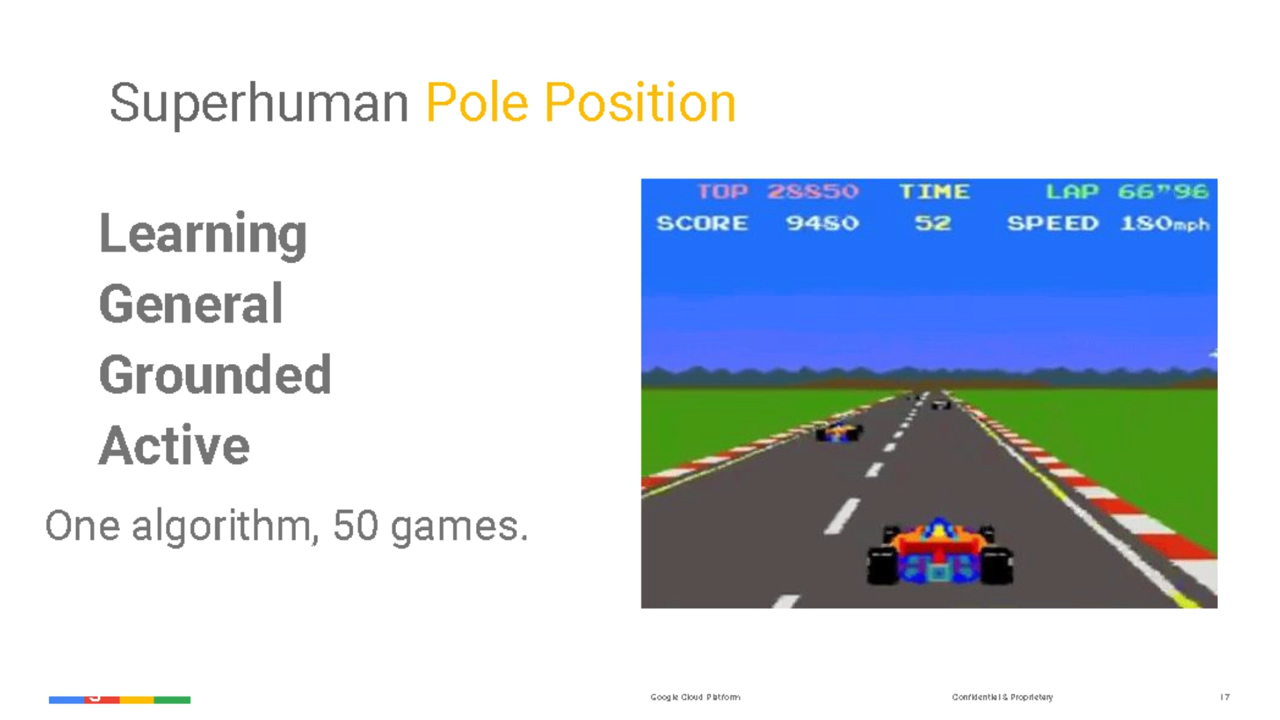 Superhuman Pole Position
Learning
General
Grounded
Active
One algorithm, 50 games.
TOP 28850 TIME LAP 66"96
SCORE 9480 52 SPEED 180mph
Google Cloud Platform Confidential & Proprietary 17